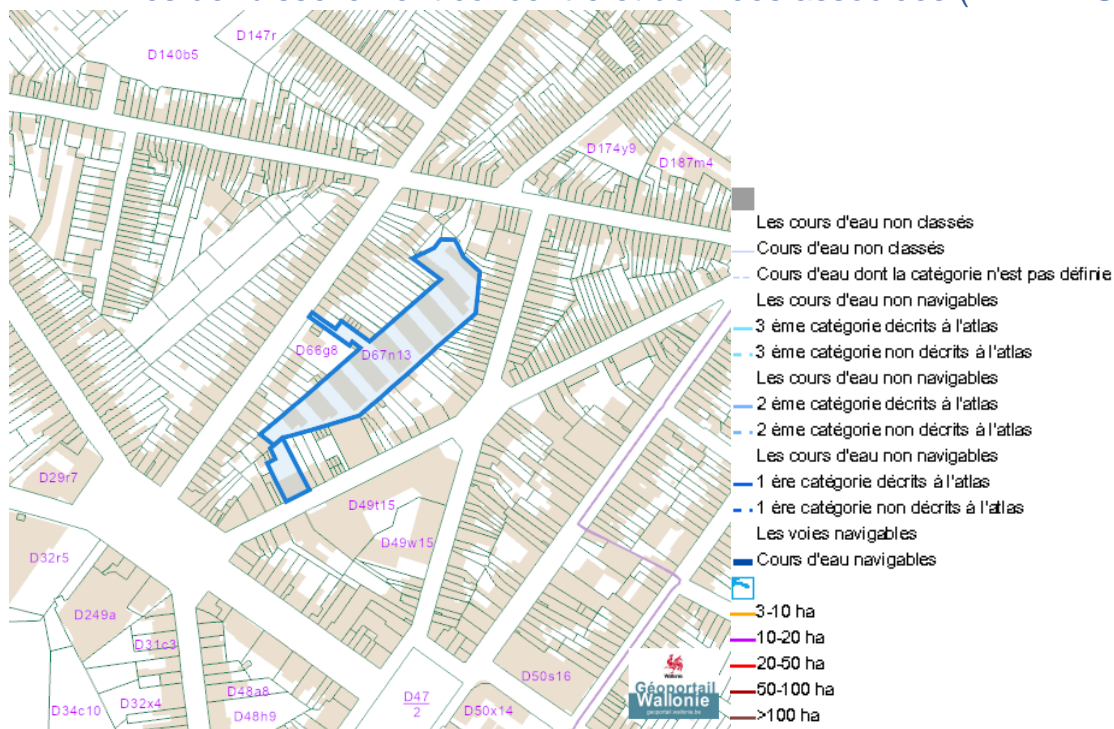 D147r
D140b5
D174y9
D187m4
D66g8
D67n13
D29r7
D49t15
D49w15
D32r5
D249a
D31c3
D32x4
D48a8
D34c10
D48h9
D47
2
D50x14
D50s16
Wallonie
Géoportail
Wallonie
geoportail.wallonie.be
Les cours d'eau non classés
Cours d'eau non classés
Cours d'eau dont la catégorie n'est pas définie
Les cours d'eau non navigables
3 ème catégorie décrits à l'atlas
3 ème catégorie non décrits à l'atlas
Les cours d'eau non navigables
2 ème catégorie décrits à l'atlas
2 ème catégorie non décrits à l'atlas
Les cours d'eau non navigables
1 ère catégorie décrits à l'atlas
1 ère catégorie non décrits à l'atlas
Les voies navigables
Cours d'eau navigables
3-10 ha
10-20 ha
20-50 ha
50-100 ha
>100 ha